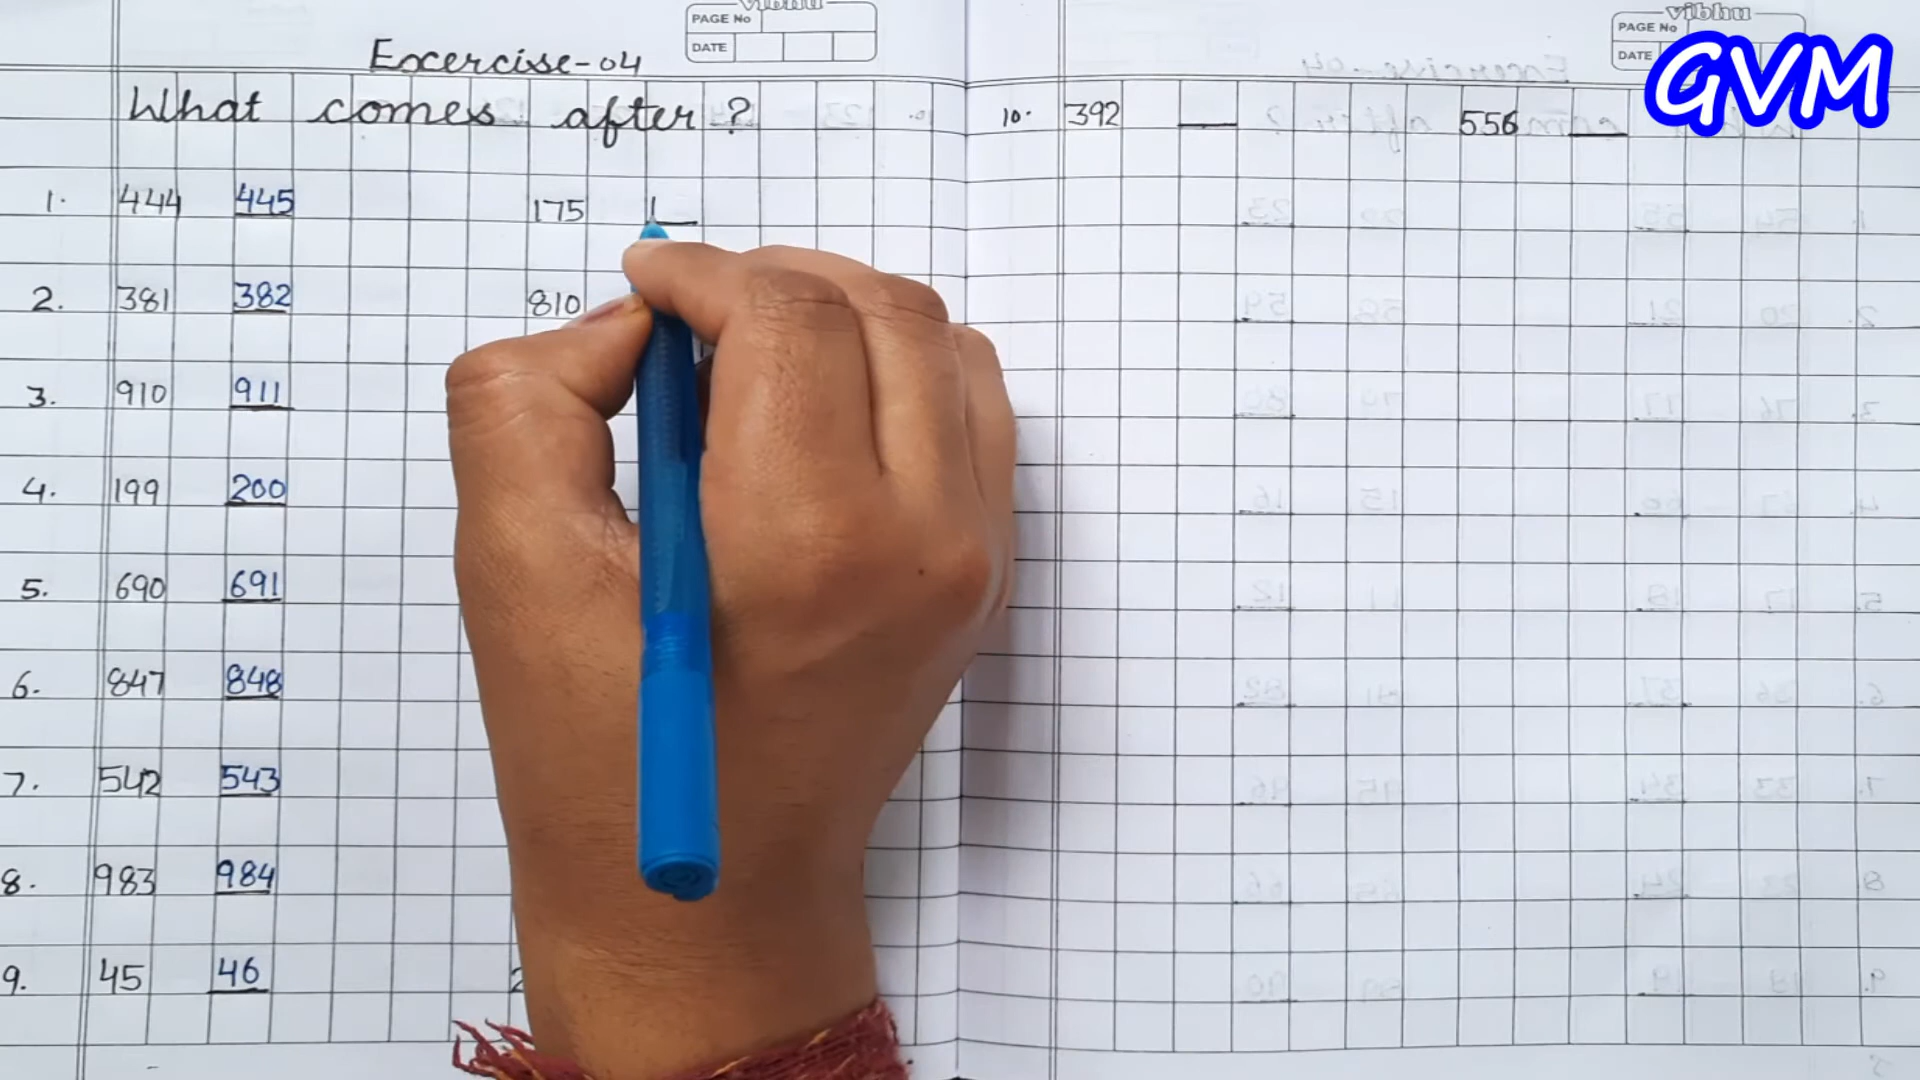 vibhu
PAGE No
DATE
vibhu
PAGE No
DATE
GVM
Excercise-04
What comes after?
1. 444 445 175 1
2. 381 382 810
3. 910 911
4. 199 200
5. 690 691
6. 847 848
7. 542 543
8. 983 984
9. 45 46
10. 392 556